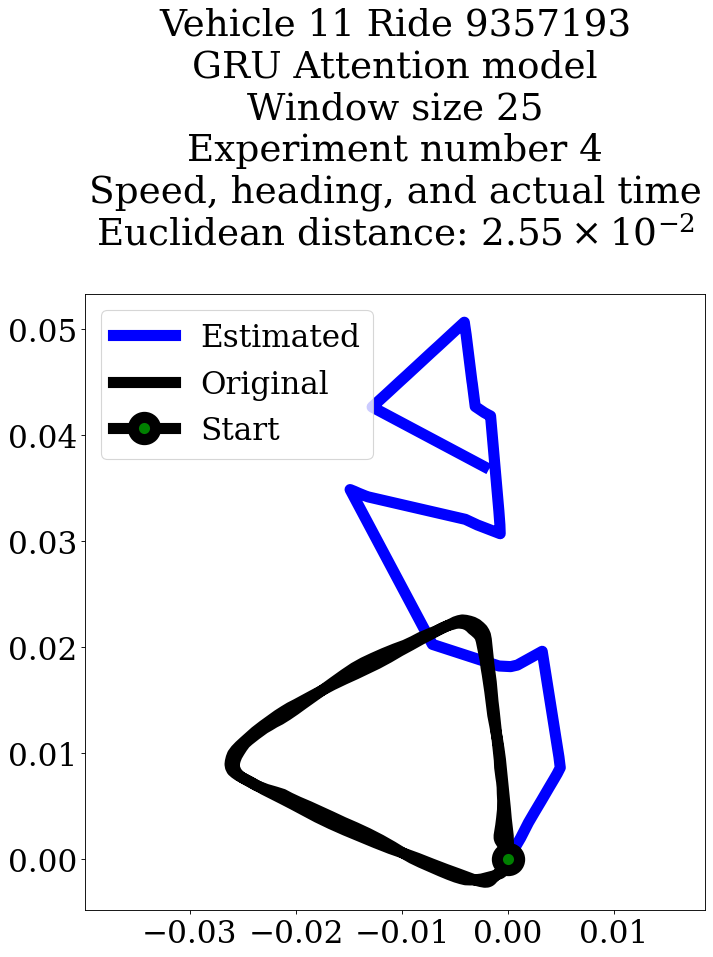 Vehicle 11 Ride 9357193
GRU Attention model
Window size 25
Experiment number 4
Speed, heading, and actual time
Euclidean distance: 2.55 × 10⁻²
Estimated
Original
Start
0.05
0.04
0.03
0.02
0.01
0.00
−0.03 −0.02 −0.01 0.00 0.01